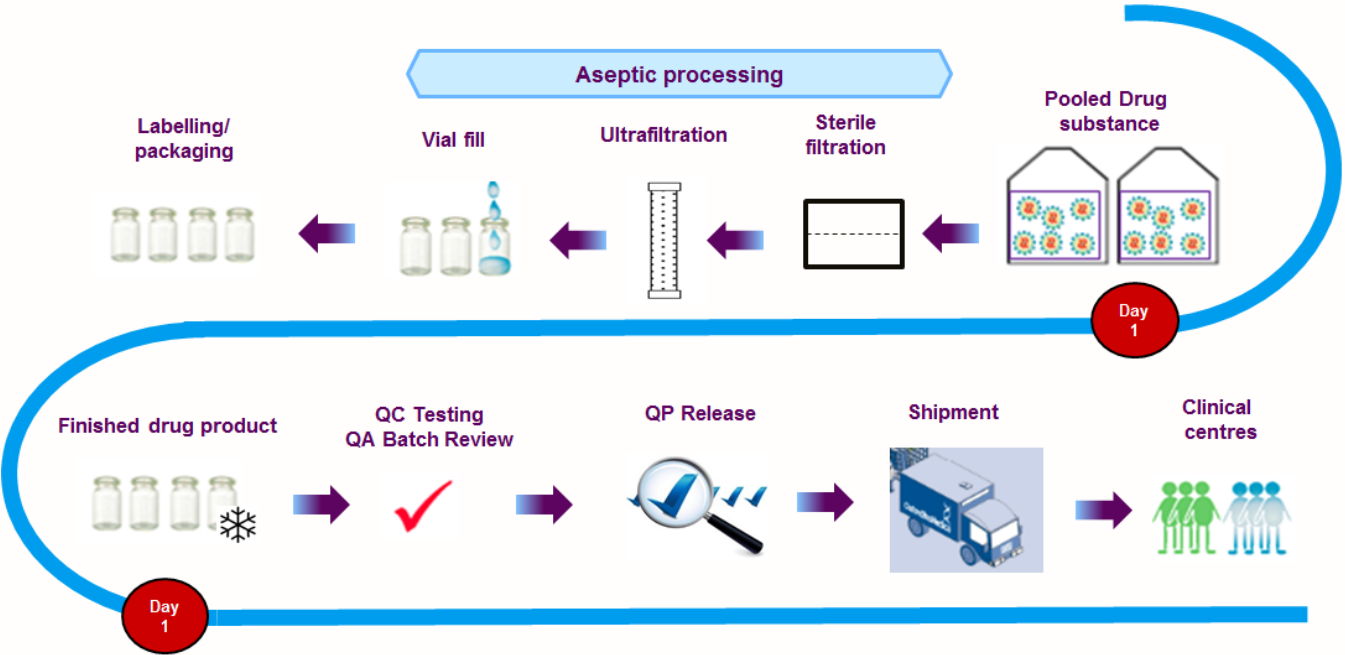 Aseptic processing
Pooled Drug
substance
Sterile
filtration
Ultrafiltration
Vial fill
Labelling/
packaging
Day
1
Finished drug product
QC Testing
QA Batch Review
QP Release
Shipment
Clinical
centres
Day
1